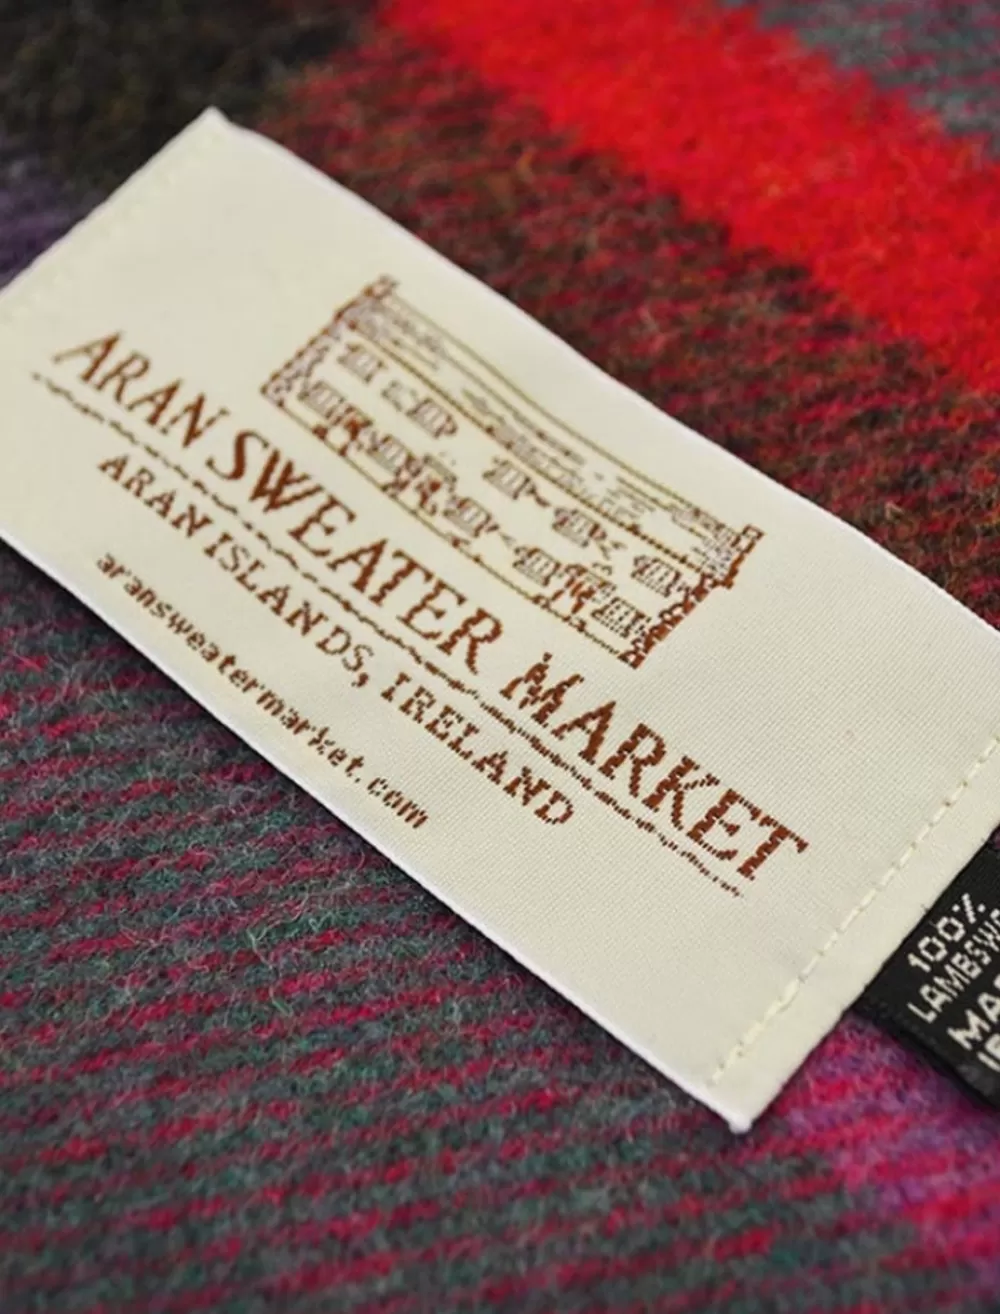 ARAN SWEATER MARKET
ARAN ISLANDS, IRELAND
aransweatermarket.com
100%